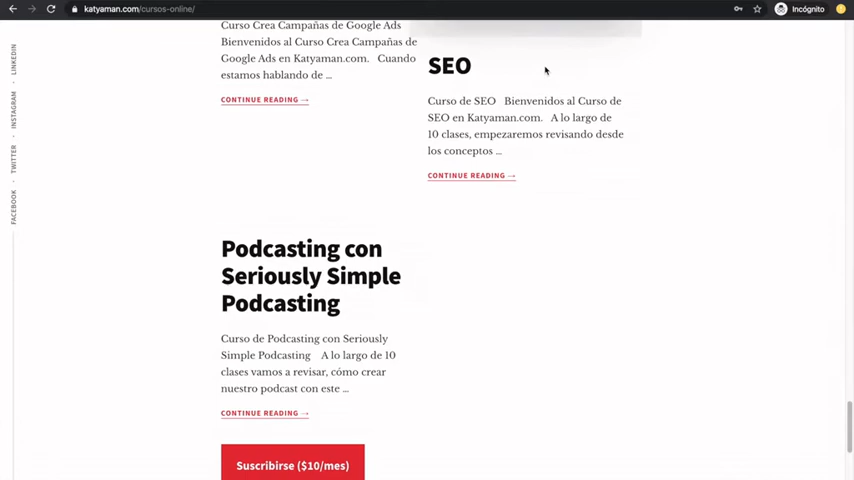 katyaman.com/cursos-online/
Incógnito
LINKEDIN
INSTAGRAM
TWITTER
FACEBOOK
Curso Crea Campañas de Google Ads
Bienvenidos al Curso Crea Campañas de
Google Ads en Katyaman.com. Cuando
estamos hablando de ...
CONTINUE READING →
SEO
Curso de SEO Bienvenidos al Curso de
SEO en Katyaman.com. A lo largo de
10 clases, empezaremos revisando desde
los conceptos ...
CONTINUE READING →
Podcasting con
Seriously Simple
Podcasting
Curso de Podcasting con Seriously
Simple Podcasting A lo largo de 10
clases vamos a revisar, cómo crear
nuestro podcast con este ...
CONTINUE READING →
Suscribirse ($10/mes)